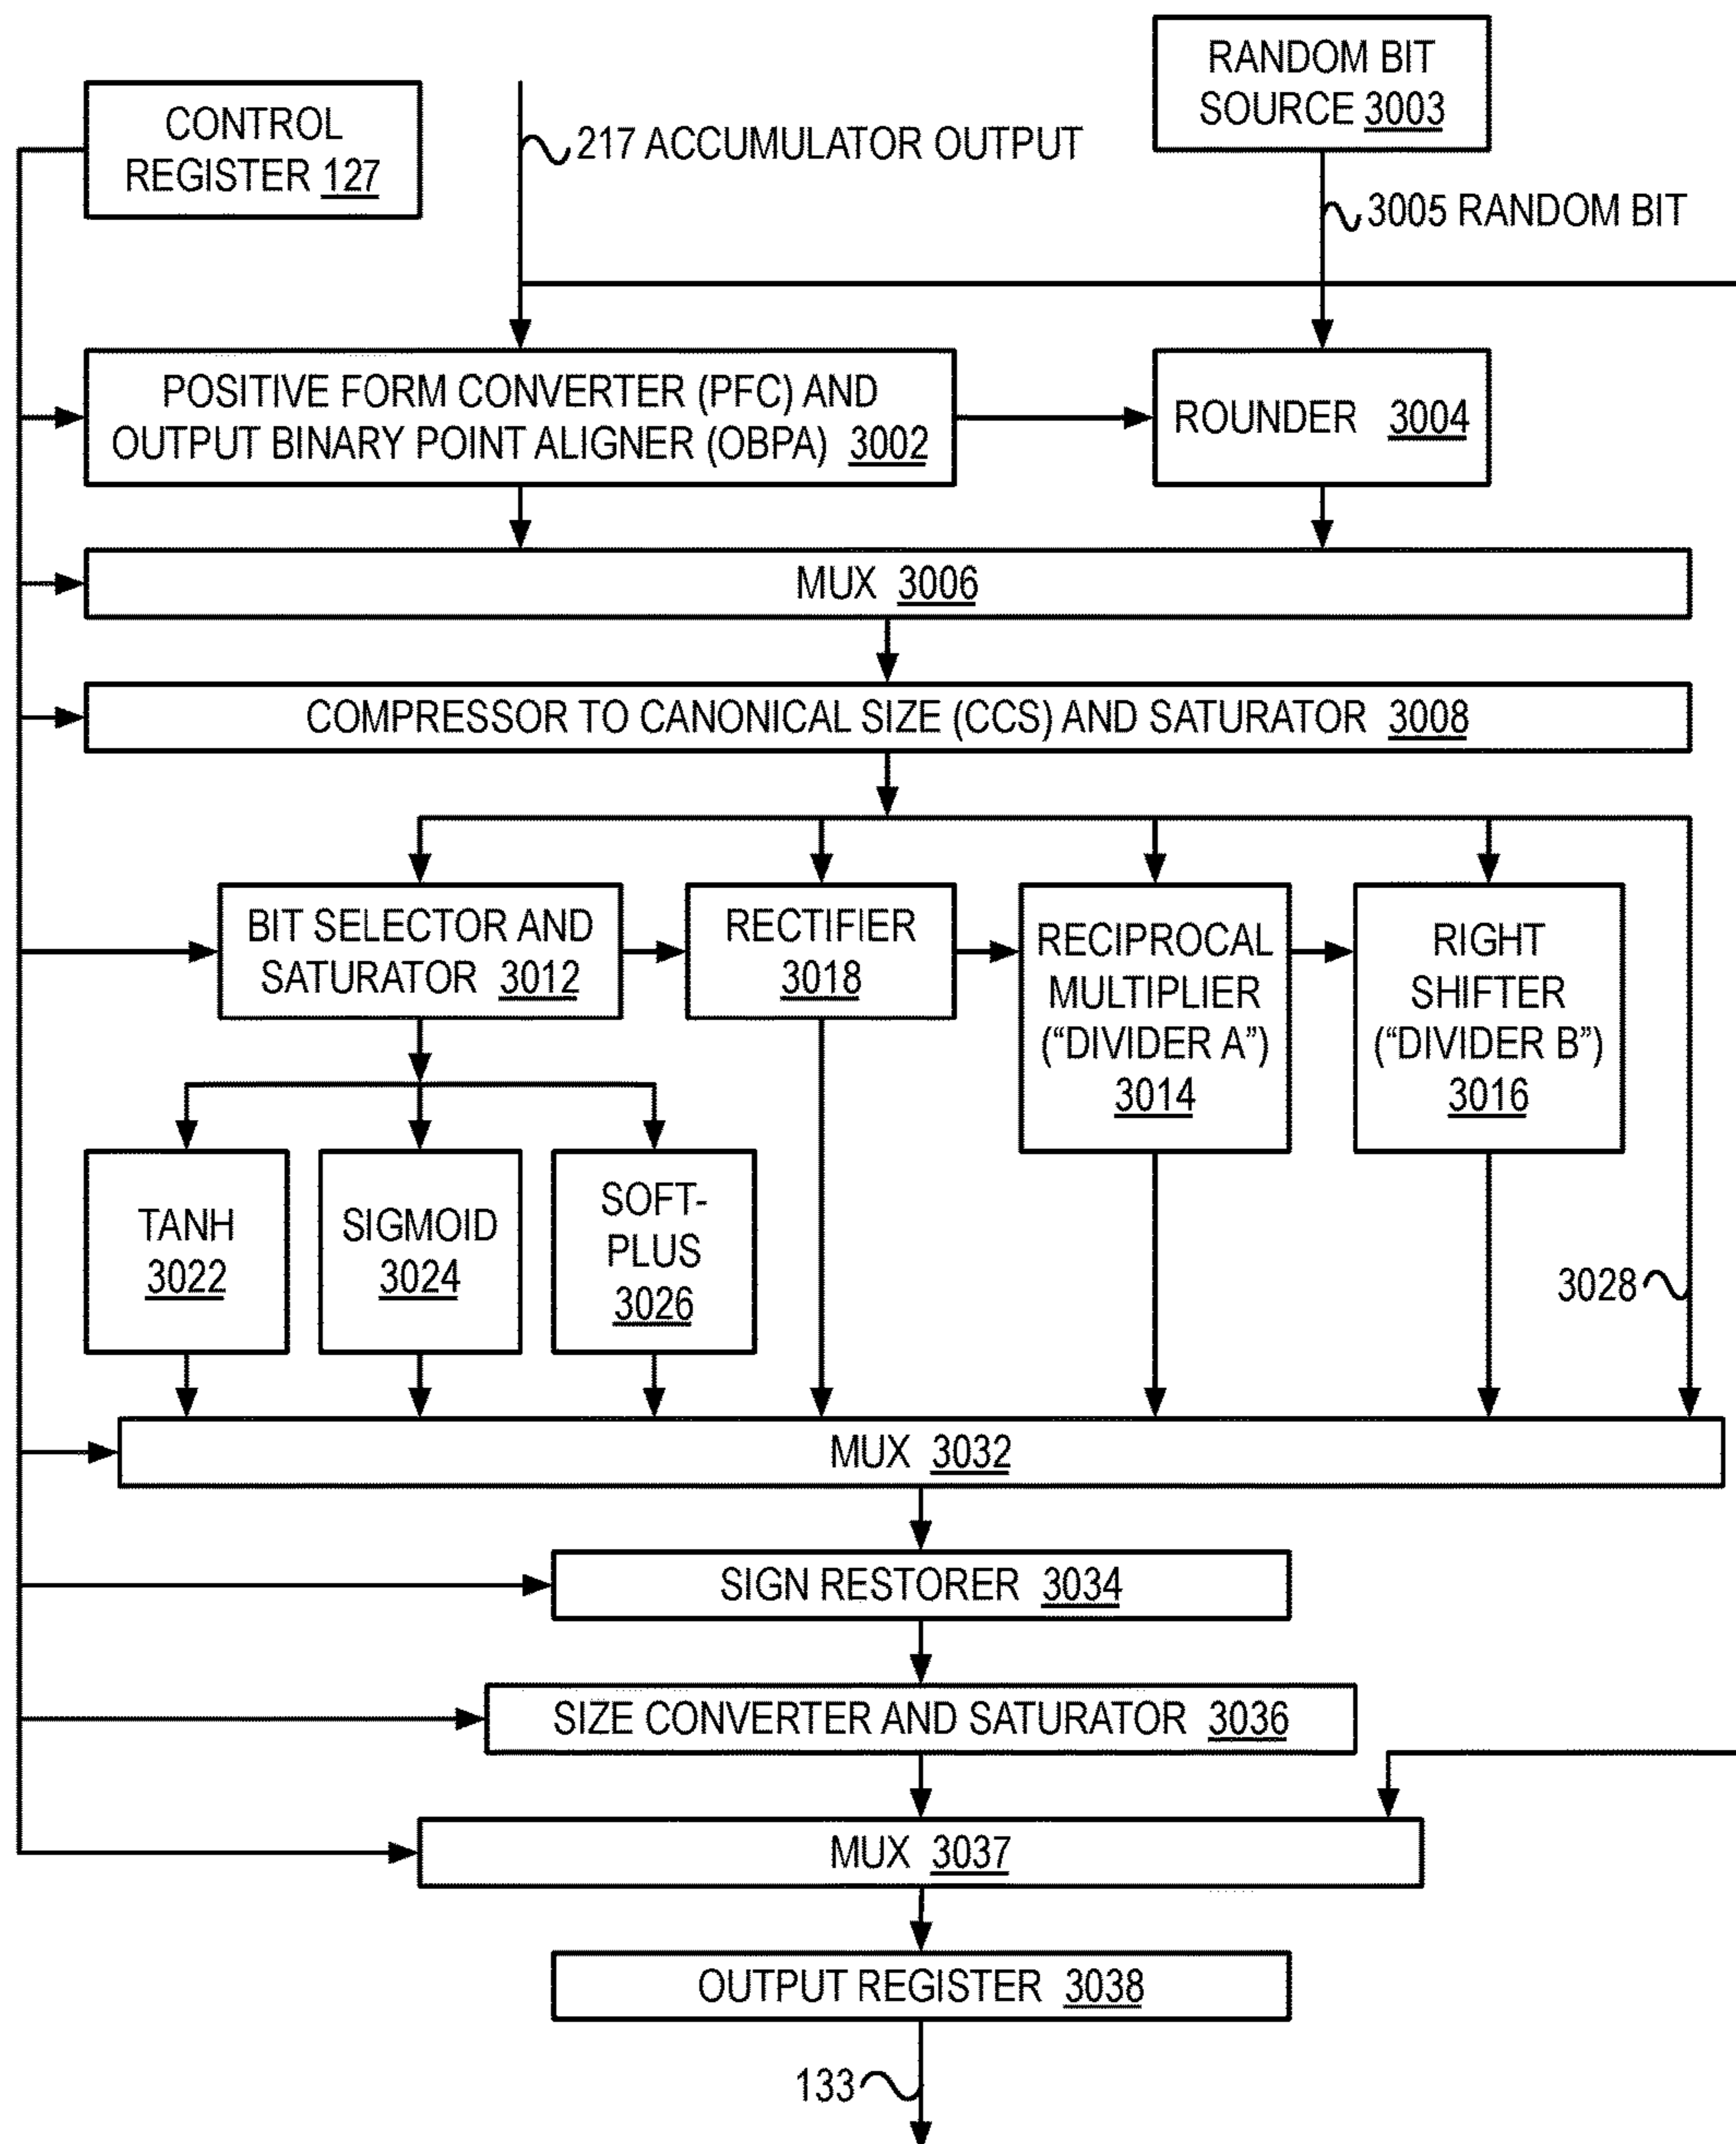 RANDOM BIT
SOURCE 3003
CONTROL
REGISTER 127
217 ACCUMULATOR OUTPUT
3005 RANDOM BIT
POSITIVE FORM CONVERTER (PFC) AND
OUTPUT BINARY POINT ALIGNER (OBPA) 3002
ROUNDER 3004
MUX 3006
COMPRESSOR TO CANONICAL SIZE (CCS) AND SATURATOR 3008
BIT SELECTOR AND
SATURATOR 3012
RECTIFIER
3018
RECIPROCAL
MULTIPLIER
(“DIVIDER A”)
3014
RIGHT
SHIFTER
(“DIVIDER B”)
3016
TANH
3022
SIGMOID
3024
SOFT-
PLUS
3026
3028
MUX 3032
SIGN RESTORER 3034
SIZE CONVERTER AND SATURATOR 3036
MUX 3037
OUTPUT REGISTER 3038
133